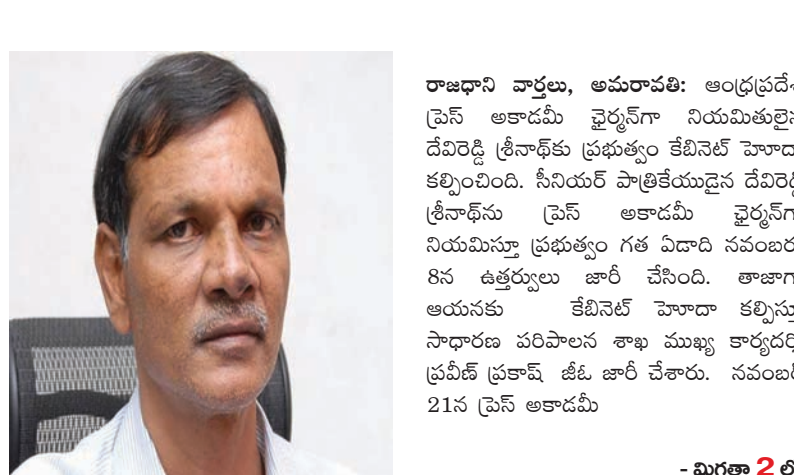 రాజధాని వార్తలు, అమరావతి: ఆంధ్రప్రదేశ
ప్రెస్ అకాడమీ ఛైర్మన్‌గా నియమితులైన
దేవిరెడ్డి శ్రీనాథ్‌కు ప్రభుత్వం కేబినెట్ హెూదా
కల్పించింది. సీనియర్ పాత్రికేయుడైన దేవిరెడ్డి
శ్రీనాథ్‌ను ప్రెస్ అకాడమీ ఛైర్మన్‌గా
నియమిస్తూ ప్రభుత్వం గత ఏడాది నవంబర్
8న ఉత్తర్వులు జారీ చేసింది. తాజాగా
ఆయనకు కేబినెట్ హెూదా కల్పిస్తూ
సాధారణ పరిపాలన శాఖ ముఖ్య కార్యదర్శి
ప్రవీణ్ ప్రకాష్ జీఓ జారీ చేశారు. నవంబర్
21న ప్రెస్ అకాడమీ
- మిగతా 2 లో